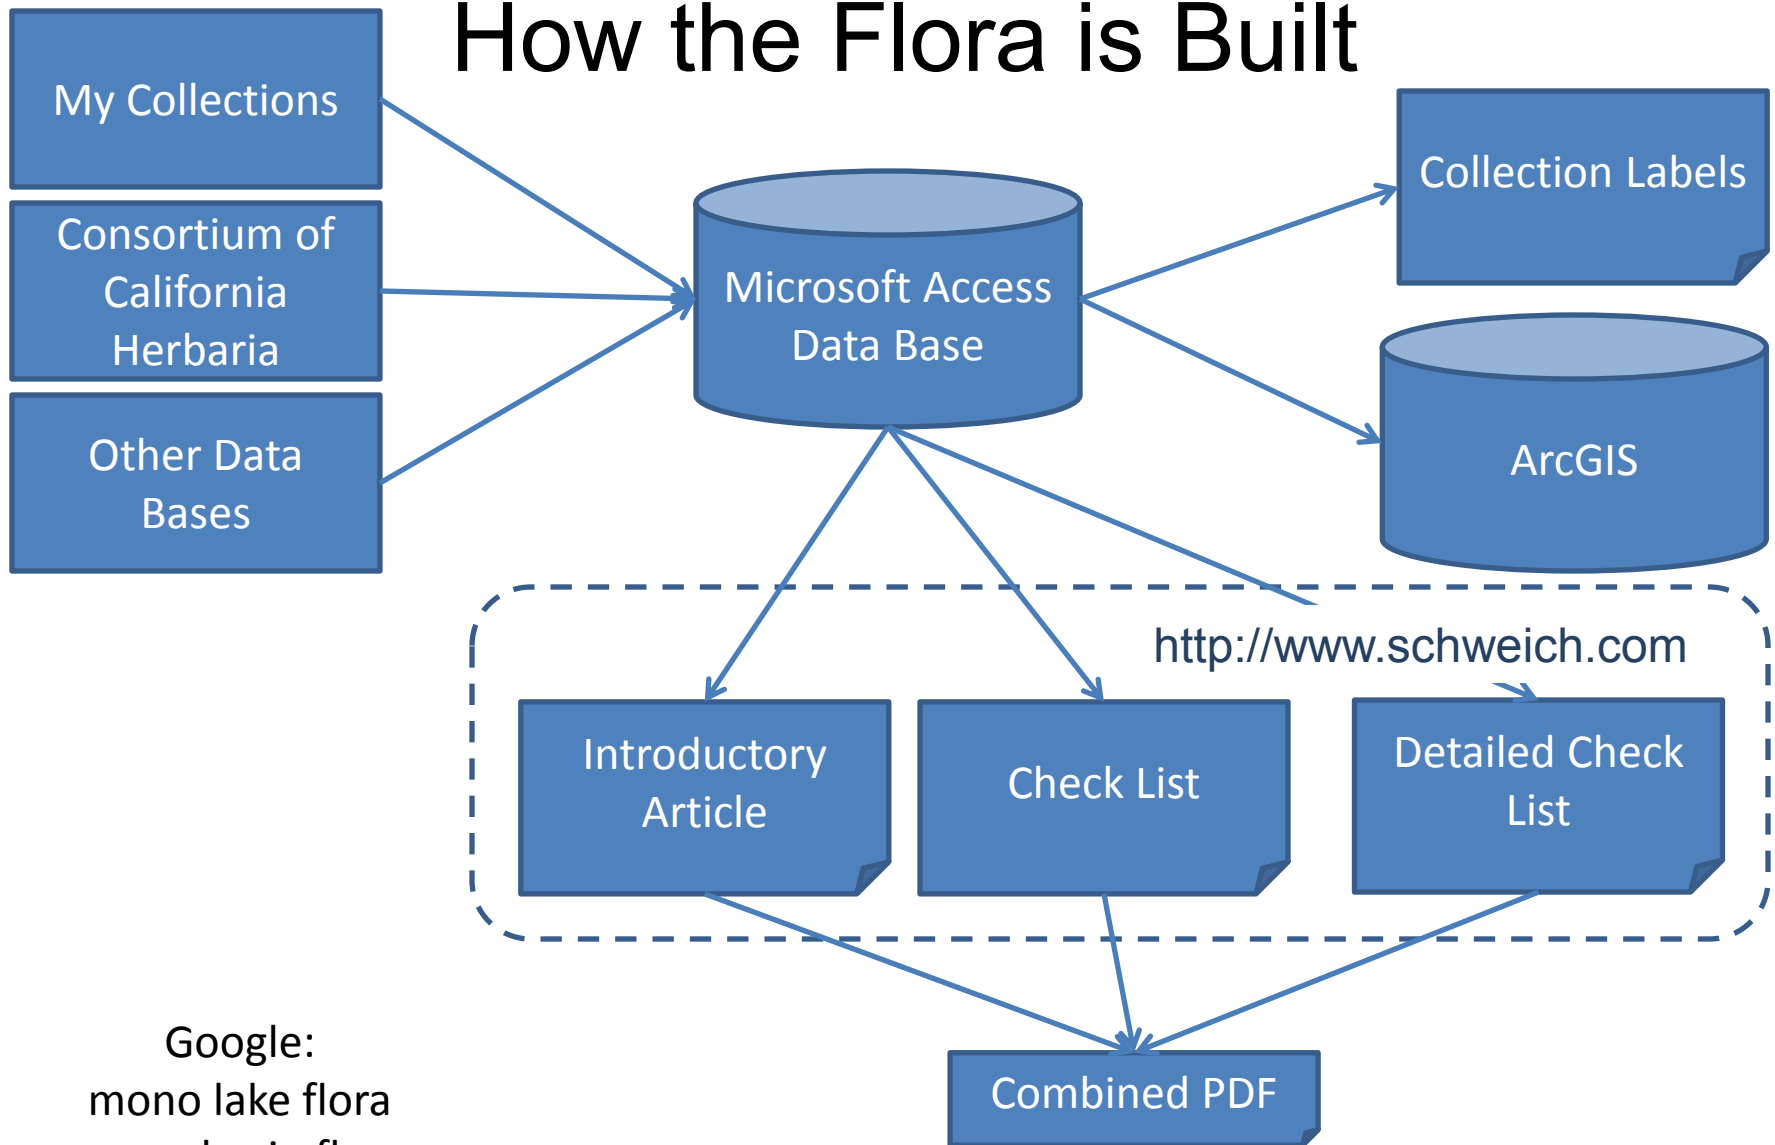 How the Flora is Built
My Collections
Consortium of
California
Herbaria
Other Data
Bases
Microsoft Access
Data Base
Collection Labels
ArcGIS
http://www.schweich.com
Introductory
Article
Check List
Detailed Check
List
Combined PDF
Google:
mono lake flora